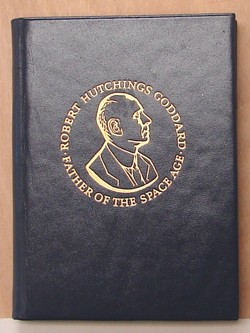 ROBERT HUTCHINGS GODDARD
· FATHER OF THE SPACE AGE ·